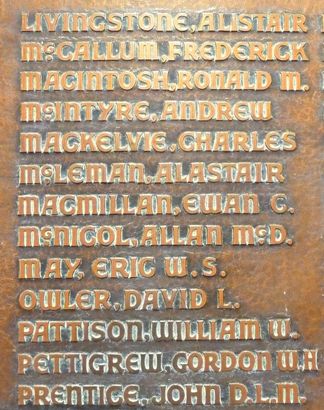 LIVINGSTONE, ALISTAIR
McCALLUM, FREDERICK
MACINTOSH, RONALD M.
McINTYRE, ANDREW
MACKELVIE, CHARLES
McLEMAN, ALASTAIR
MACMILLAN, EWAN C.
McNICOL, ALLAN McD.
MAY, ERIC W. S.
OWLER, DAVID L.
PATTISON, WILLIAM W.
PETTIGREW, GORDON W.H
PRENTICE, JOHN D.L.M.